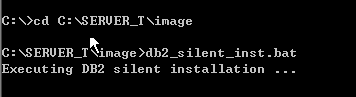 C:\>cd C:\SERVER_T\image
C:\SERVER_T\image>db2_silent_inst.bat
Executing DB2 silent installation ...